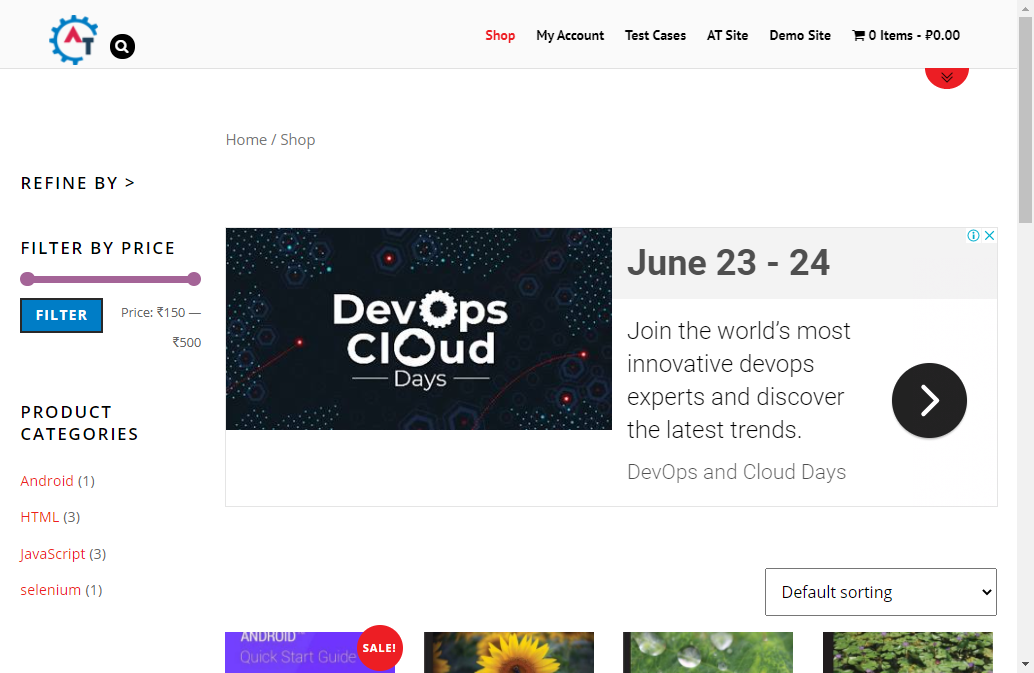 AT
Shop
My Account
Test Cases
AT Site
Demo Site
0 Items - ₽0.00
Home / Shop
REFINE BY >
FILTER BY PRICE
FILTER
Price: ₹150 —
₹500
PRODUCT
CATEGORIES
Android (1)
HTML (3)
JavaScript (3)
selenium (1)
DevOps
Cloud
Days
June 23 - 24
Join the world’s most
innovative devops
experts and discover
the latest trends.
DevOps and Cloud Days
Default sorting
ANDROID
Quick Start Guide
SALE!